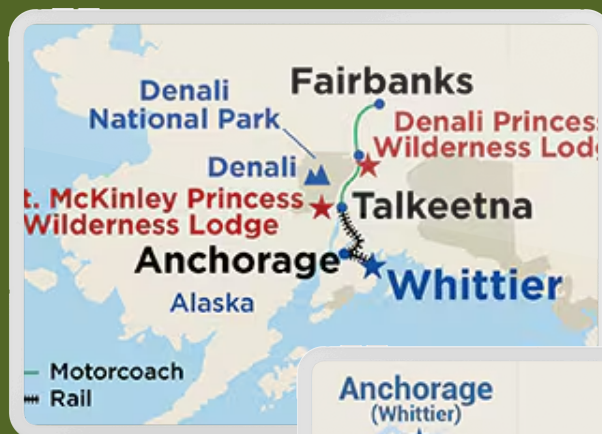 Fairbanks
Denali
National Park
Denali Princess
Wilderness Lod
Denali
t. McKinley Princess
Wilderness Lodge
Talkeetna
Anchorage
Whittier
Alaska
Motorcoach
Rail
Anchorage
(Whittier)